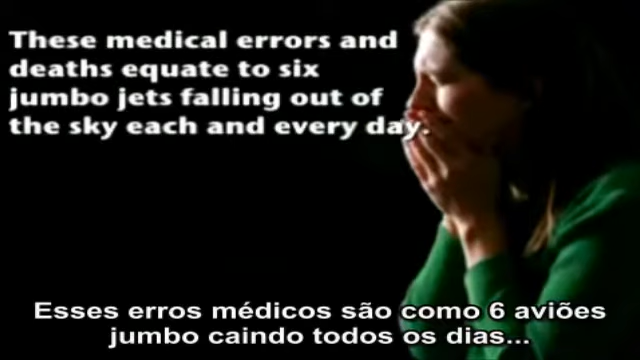 These medical errors and
deaths equate to six
jumbo jets falling out of
the sky each and every day.
Esses erros médicos são como 6 aviões
jumbo caindo todos os dias...